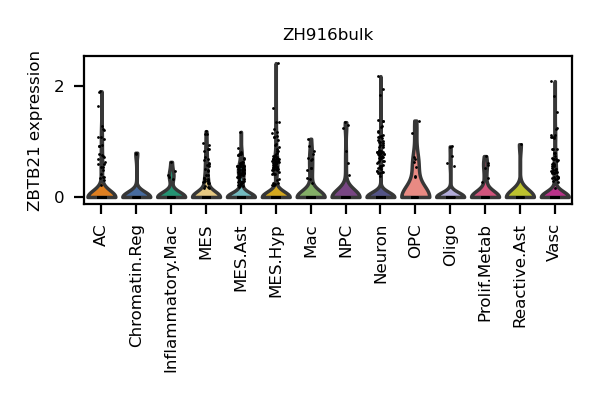 ZH916bulk
ZBTB21 expression
2
0
AC
Chromatin.Reg
Inflammatory.Mac
MES
MES.Ast
MES.Hyp
Mac
NPC
Neuron
OPC
Oligo
Prolif.Metab
Reactive.Ast
Vasc